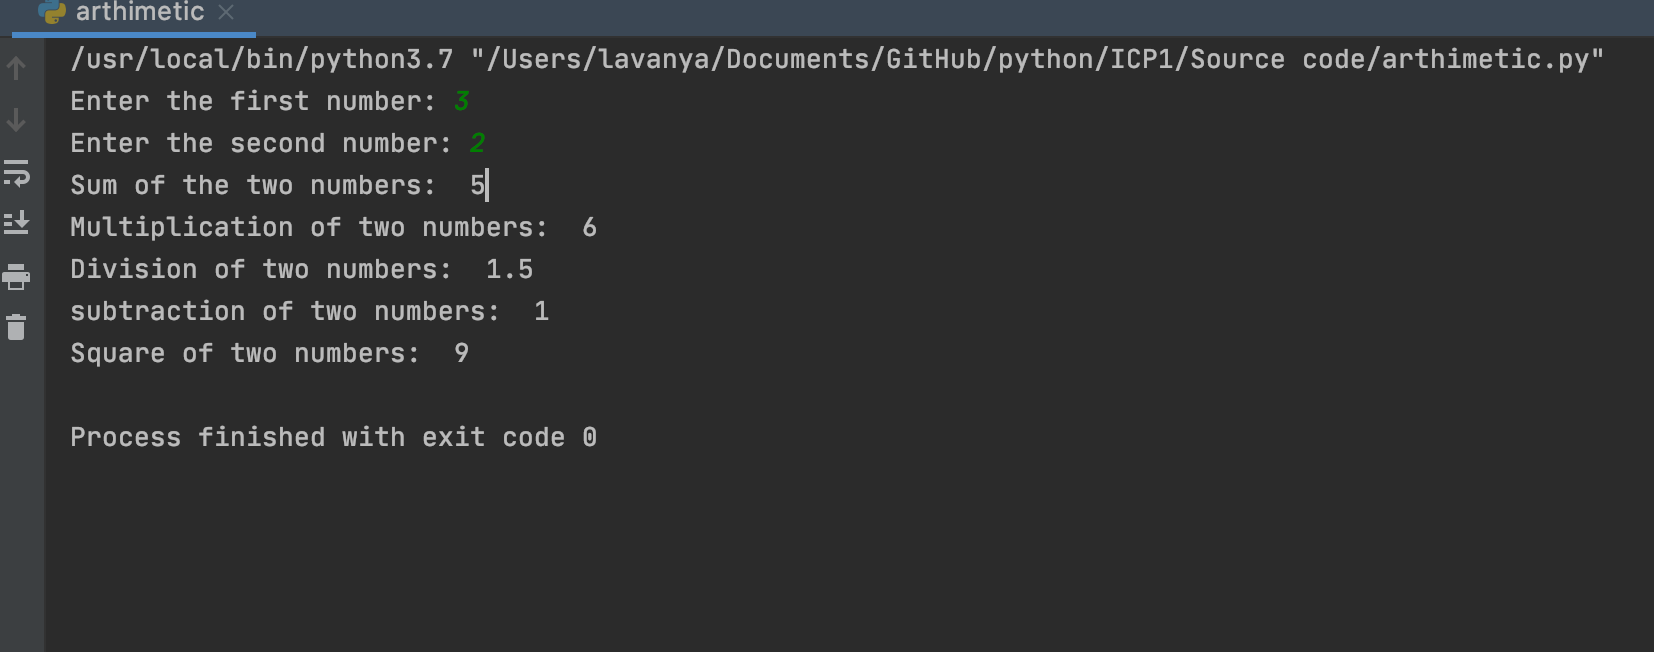 arthimetic
/usr/local/bin/python3.7 "/Users/lavanya/Documents/GitHub/python/ICP1/Source code/arthimetic.py"
Enter the first number: 3
Enter the second number: 2
Sum of the two numbers:  5
Multiplication of two numbers:  6
Division of two numbers:  1.5
subtraction of two numbers:  1
Square of two numbers:  9
Process finished with exit code 0